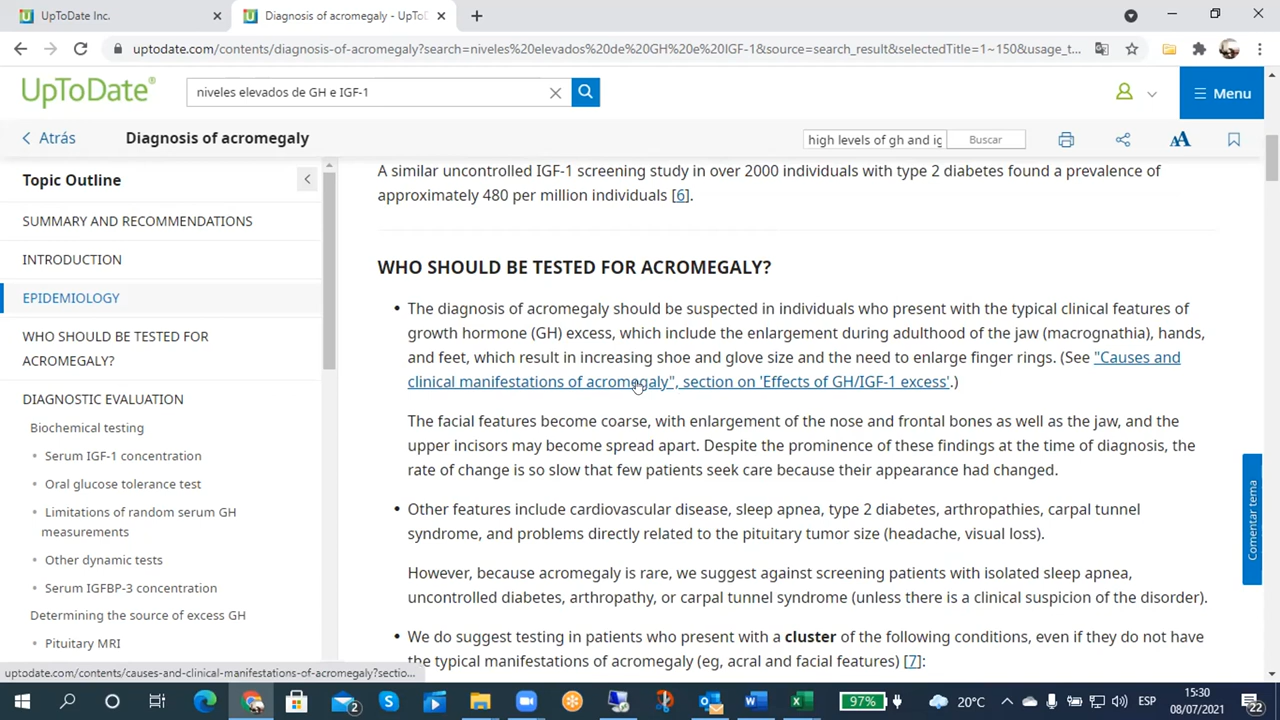 UpToDate Inc.
Diagnosis of acromegaly - UpToD
uptodate.com/contents/diagnosis-of-acromegaly?search=niveles%20elevados%20de%20GH%20e%20IGF-1&source=search_result&selectedTitle=1~150&usage_t...
UpToDate®
niveles elevados de GH e IGF-1
Menu
Atrás
Diagnosis of acromegaly
high levels of gh and ig
Buscar
AA
Topic Outline
SUMMARY AND RECOMMENDATIONS
INTRODUCTION
EPIDEMIOLOGY
WHO SHOULD BE TESTED FOR
ACROMEGALY?
DIAGNOSTIC EVALUATION
Biochemical testing
• Serum IGF-1 concentration
• Oral glucose tolerance test
• Limitations of random serum GH
measurements
• Other dynamic tests
• Serum IGFBP-3 concentration
Determining the source of excess GH
• Pituitary MRI
A similar uncontrolled IGF-1 screening study in over 2000 individuals with type 2 diabetes found a prevalence of
approximately 480 per million individuals [6].
WHO SHOULD BE TESTED FOR ACROMEGALY?
• The diagnosis of acromegaly should be suspected in individuals who present with the typical clinical features of
growth hormone (GH) excess, which include the enlargement during adulthood of the jaw (macrognathia), hands,
and feet, which result in increasing shoe and glove size and the need to enlarge finger rings. (See "Causes and
clinical manifestations of acromegaly", section on 'Effects of GH/IGF-1 excess'.)
The facial features become coarse, with enlargement of the nose and frontal bones as well as the jaw, and the
upper incisors may become spread apart. Despite the prominence of these findings at the time of diagnosis, the
rate of change is so slow that few patients seek care because their appearance had changed.
• Other features include cardiovascular disease, sleep apnea, type 2 diabetes, arthropathies, carpal tunnel
syndrome, and problems directly related to the pituitary tumor size (headache, visual loss).
However, because acromegaly is rare, we suggest against screening patients with isolated sleep apnea,
uncontrolled diabetes, arthropathy, or carpal tunnel syndrome (unless there is a clinical suspicion of the disorder).
• We do suggest testing in patients who present with a cluster of the following conditions, even if they do not have
the typical manifestations of acromegaly (eg, acral and facial features) [7]:
Comentar tema
uptodate.com/contents/causes-and-clinical-manifestations-of-acromegaly?sectio...
2
97%
20°C
ESP
15:30
08/07/2021
22